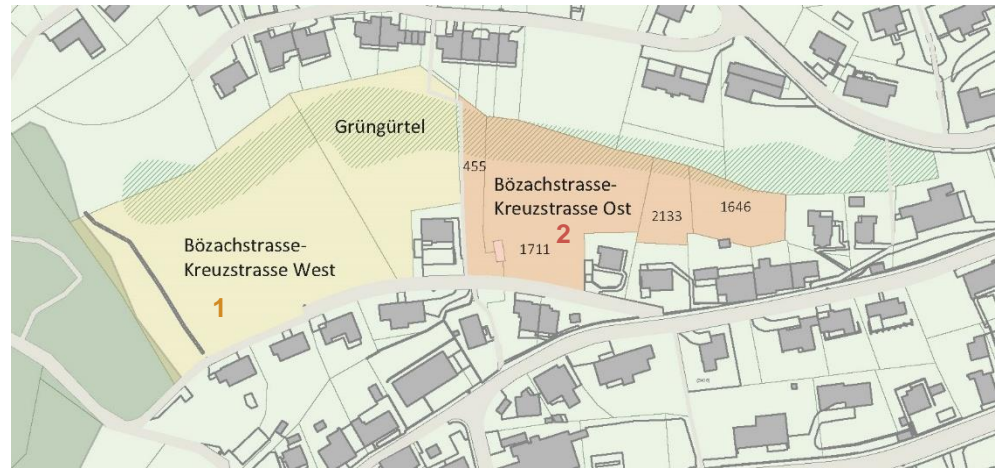 Grüngürtel
455
Bözachstrasse-
Kreuzstrasse Ost
2133
1646
1711
2
Bözachstrasse-
Kreuzstrasse West
1